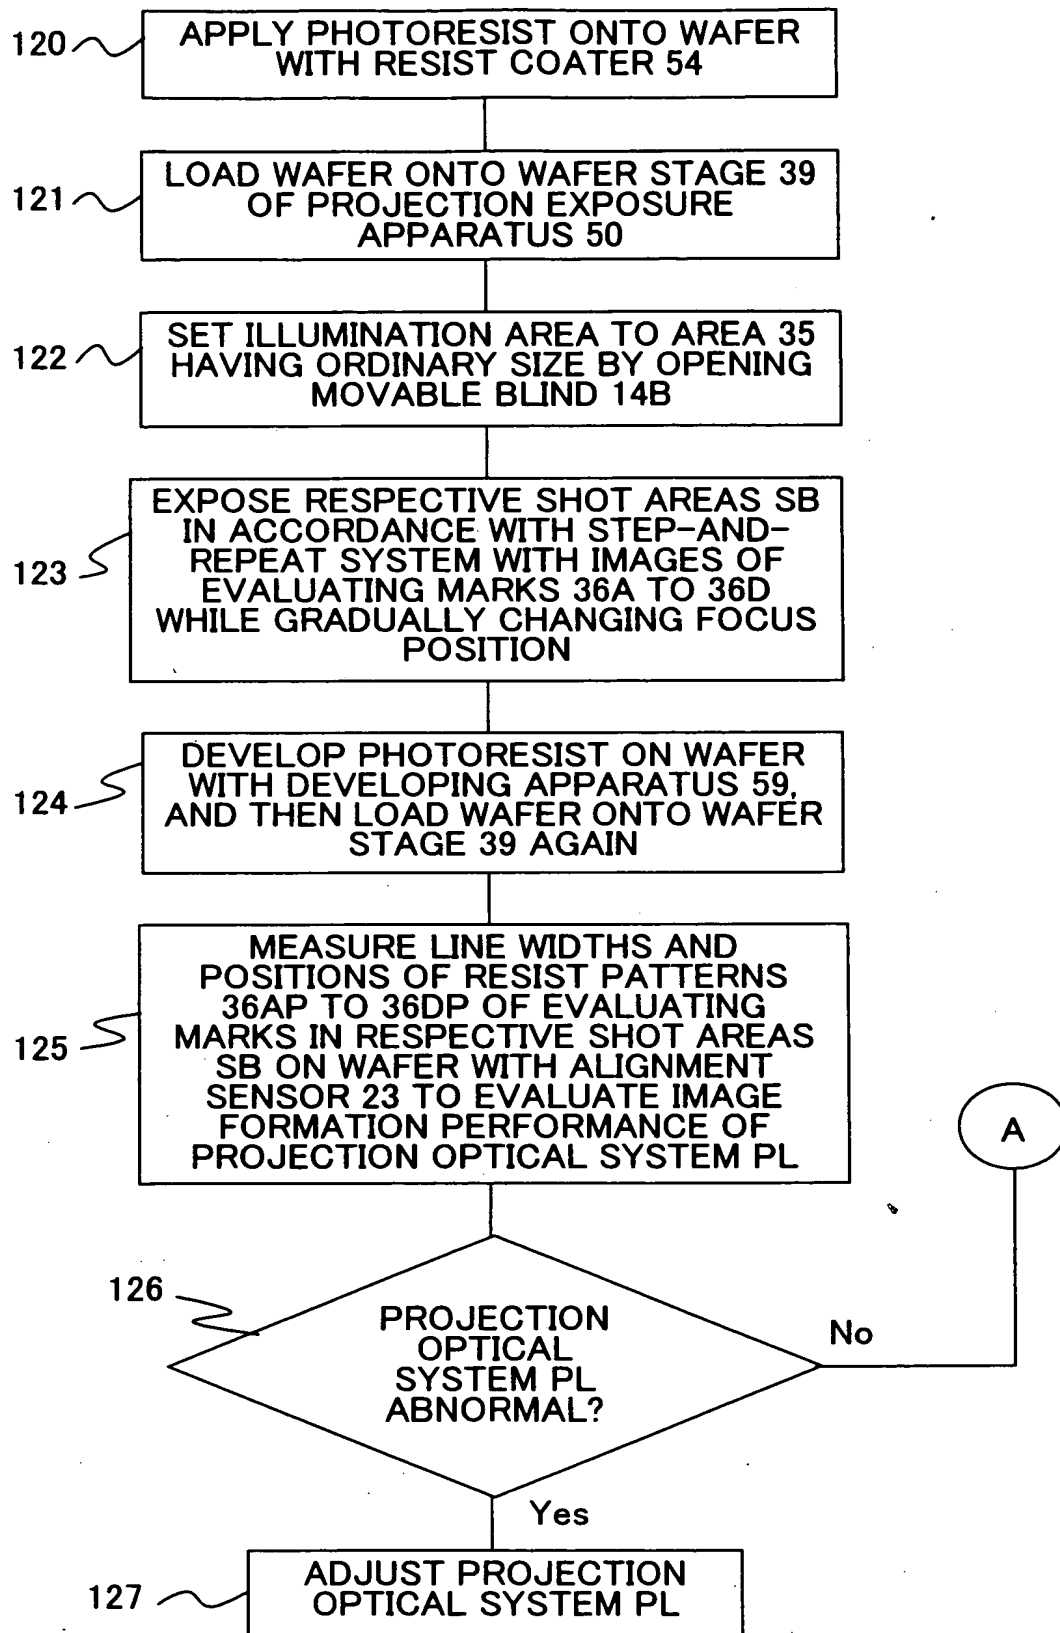 120
APPLY PHOTORESIST ONTO WAFER
WITH RESIST COATER 54
121
LOAD WAFER ONTO WAFER STAGE 39
OF PROJECTION EXPOSURE
APPARATUS 50
122
SET ILLUMINATION AREA TO AREA 35
HAVING ORDINARY SIZE BY OPENING
MOVABLE BLIND 14B
123
EXPOSE RESPECTIVE SHOT AREAS SB
IN ACCORDANCE WITH STEP-AND-
REPEAT SYSTEM WITH IMAGES OF
EVALUATING MARKS 36A TO 36D
WHILE GRADUALLY CHANGING FOCUS
POSITION
124
DEVELOP PHOTORESIST ON WAFER
WITH DEVELOPING APPARATUS 59,
AND THEN LOAD WAFER ONTO WAFER
STAGE 39 AGAIN
125
MEASURE LINE WIDTHS AND
POSITIONS OF RESIST PATTERNS
36AP TO 36DP OF EVALUATING
MARKS IN RESPECTIVE SHOT AREAS
SB ON WAFER WITH ALIGNMENT
SENSOR 23 TO EVALUATE IMAGE
FORMATION PERFORMANCE OF
PROJECTION OPTICAL SYSTEM PL
A
126
PROJECTION
OPTICAL
SYSTEM PL
ABNORMAL?
No
Yes
127
ADJUST PROJECTION
OPTICAL SYSTEM PL